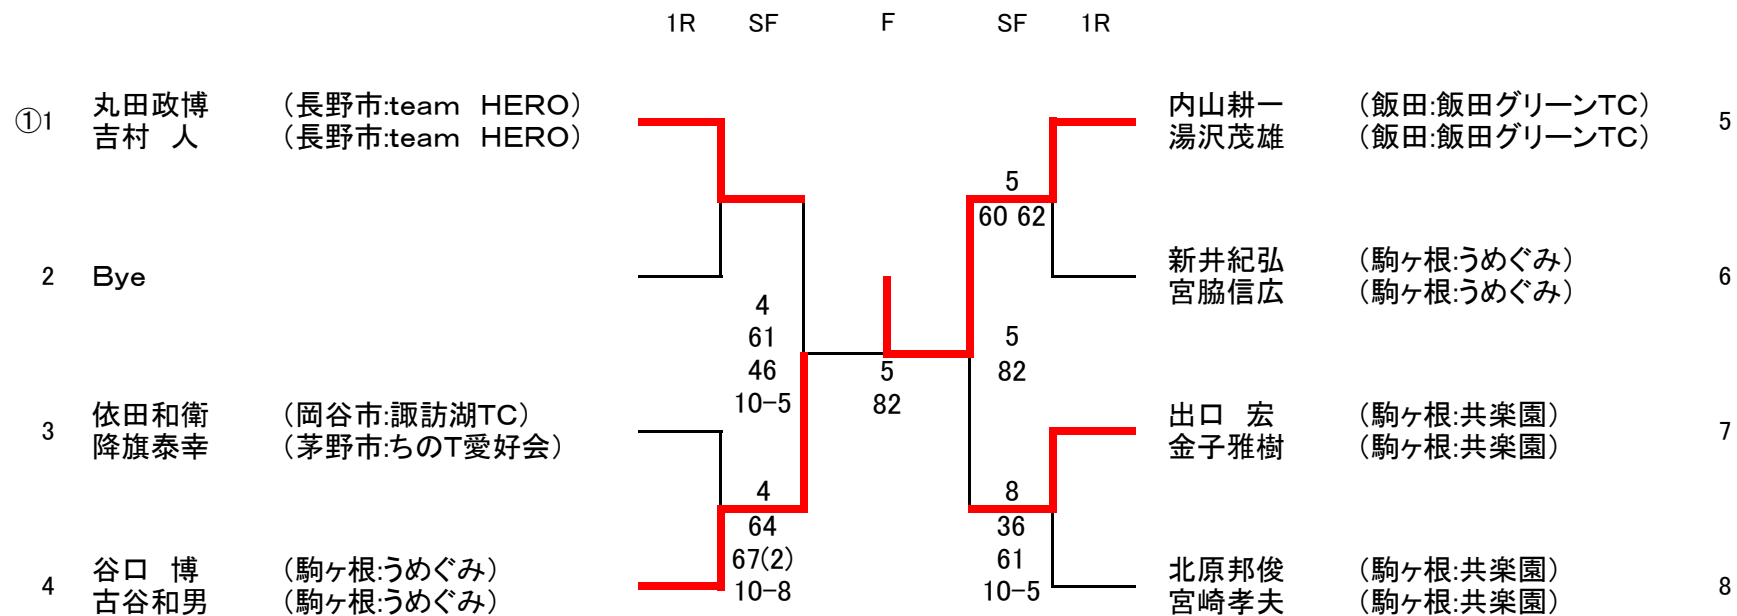 1R SF F SF 1R
①1 丸田政博 (長野市:team HERO)
吉村 人 (長野市:team HERO)
2 Bye
3 依田和衛 (岡谷市:諏訪湖TC)
降旗泰幸 (茅野市:ちのT愛好会)
4 谷口 博 (駒ヶ根:うめぐみ)
古谷和男 (駒ヶ根:うめぐみ)
4
61
46
10-5
4
64
67(2)
10-8
5
82
5
60 62
5
82
8
36
61
10-5
内山耕一 (飯田:飯田グリーンTC) 5
湯沢茂雄 (飯田:飯田グリーンTC)
新井紀弘 (駒ヶ根:うめぐみ) 6
宮脇信広 (駒ヶ根:うめぐみ)
出口 宏 (駒ヶ根:共楽園) 7
金子雅樹 (駒ヶ根:共楽園)
北原邦俊 (駒ヶ根:共楽園) 8
宮崎孝夫 (駒ヶ根:共楽園)